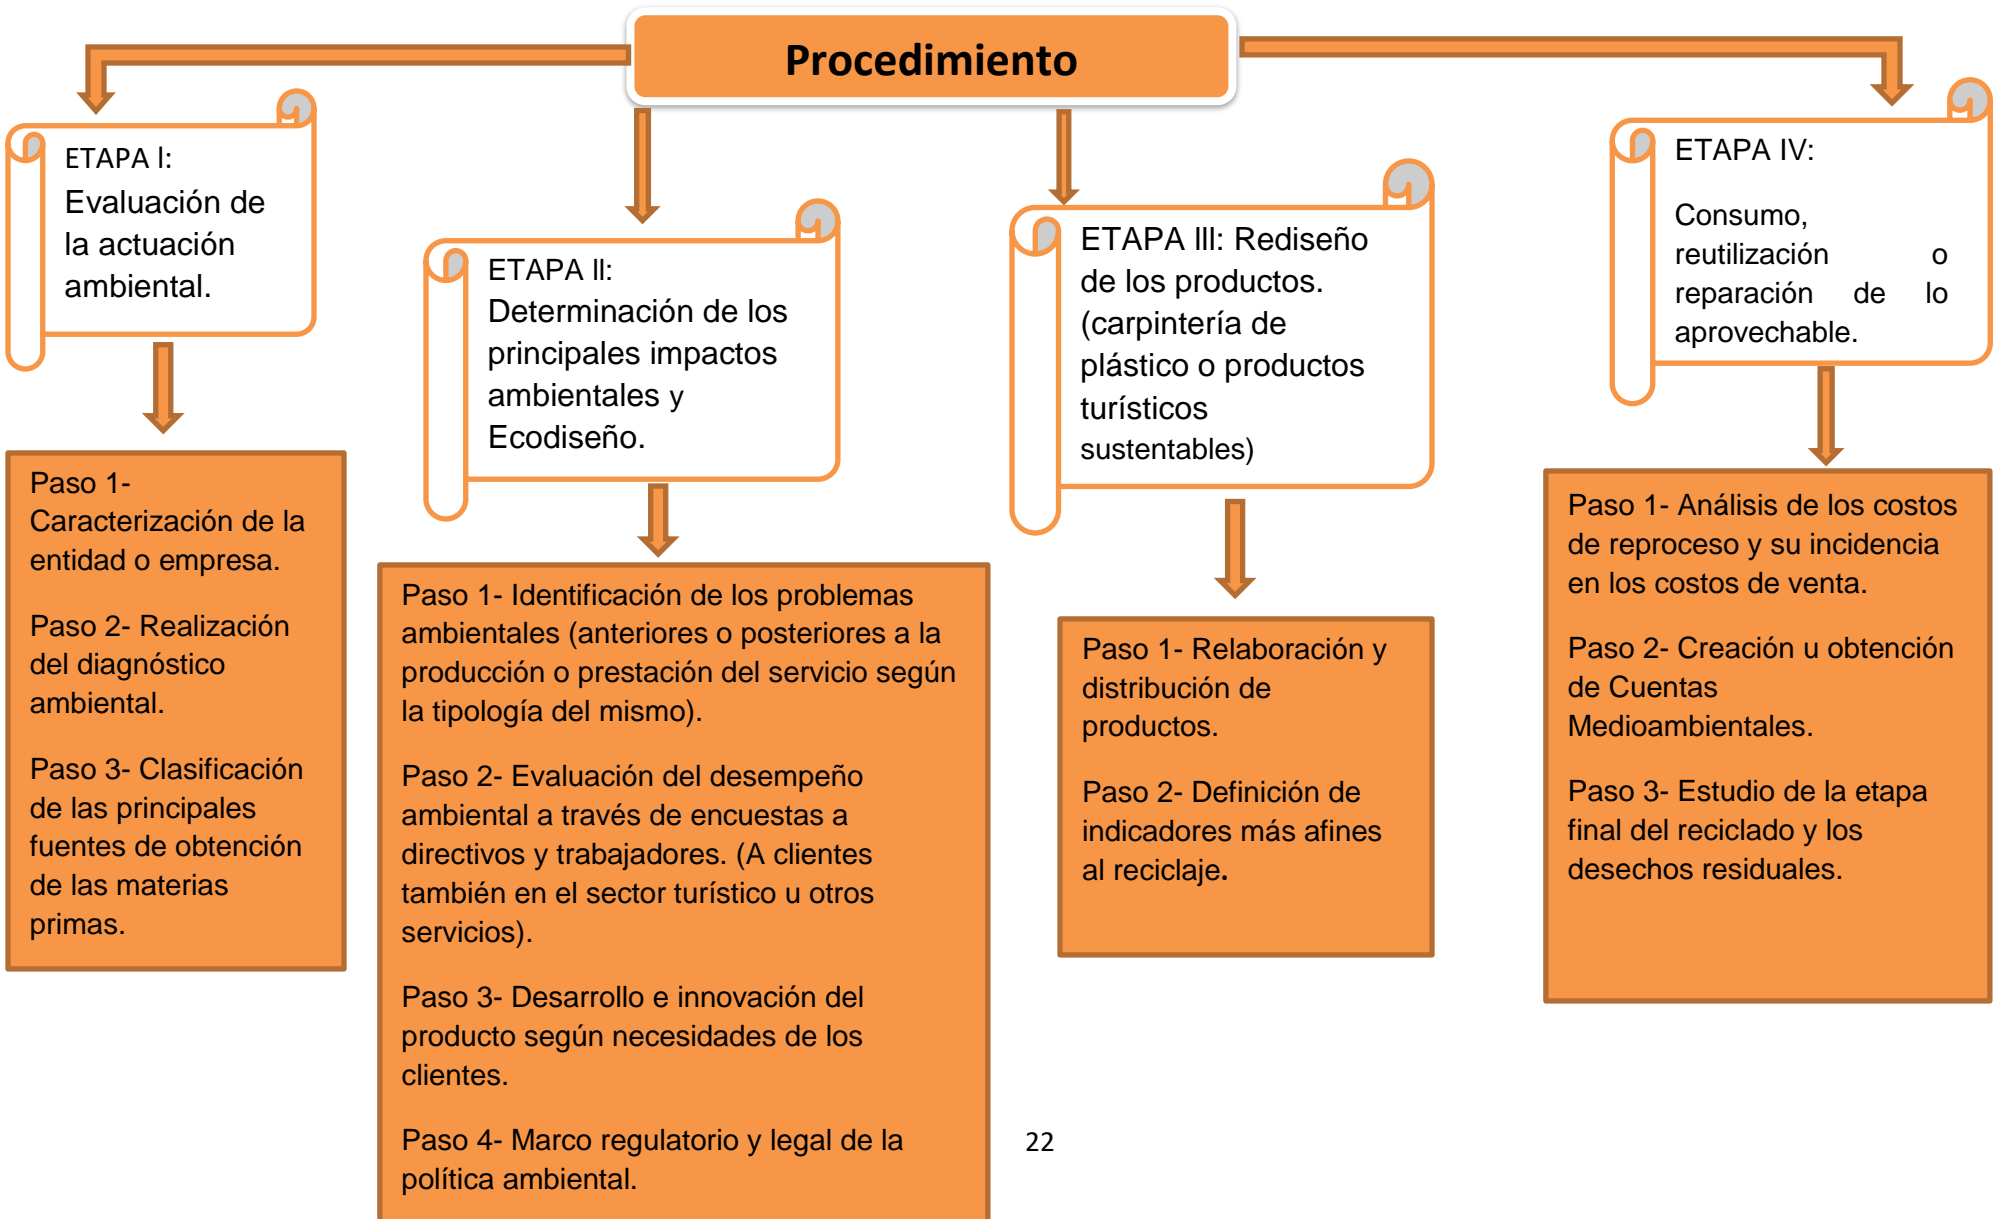 Procedimiento
ETAPA l:
Evaluación de
la actuación
ambiental.
Paso 1-
Caracterización de la
entidad o empresa.
Paso 2- Realización
del diagnóstico
ambiental.
Paso 3- Clasificación
de las principales
fuentes de obtención
de las materias
primas.
ETAPA ll:
Determinación de los
principales impactos
ambientales y
Ecodiseño.
Paso 1- Identificación de los problemas
ambientales (anteriores o posteriores a la
producción o prestación del servicio según
la tipología del mismo).
Paso 2- Evaluación del desempeño
ambiental a través de encuestas a
directivos y trabajadores. (A clientes
también en el sector turístico u otros
servicios).
Paso 3- Desarrollo e innovación del
producto según necesidades de los
clientes.
Paso 4- Marco regulatorio y legal de la
política ambiental.
ETAPA lll: Rediseño
de los productos.
(carpintería de
plástico o productos
turísticos
sustentables)
Paso 1- Relaboración y
distribución de
productos.
Paso 2- Definición de
indicadores más afines
al reciclaje.
ETAPA IV:
Consumo,
reutilización o
reparación de lo
aprovechable.
Paso 1- Análisis de los costos
de reproceso y su incidencia
en los costos de venta.
Paso 2- Creación u obtención
de Cuentas
Medioambientales.
Paso 3- Estudio de la etapa
final del reciclado y los
desechos residuales.
22